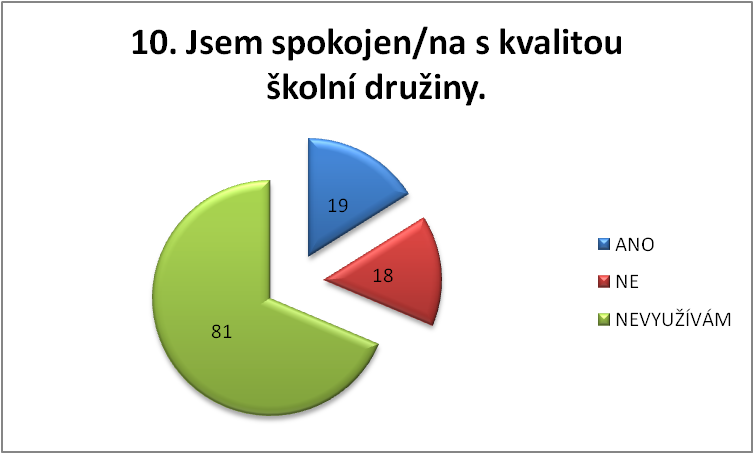 10. Jsem spokojen/na s kvalitou
školní družiny.
19
18
81
ANO
NE
NEVYUŽÍVÁM